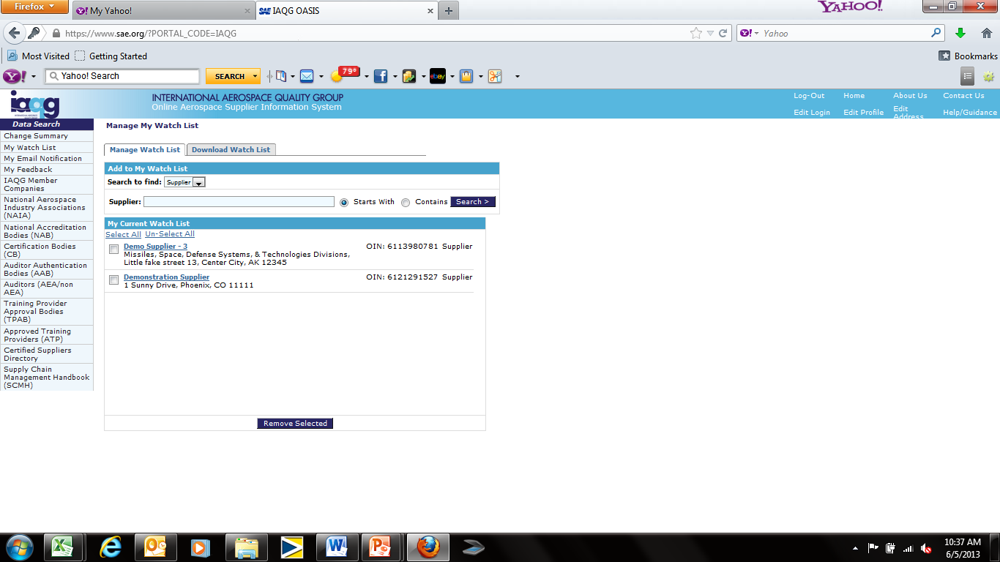 Firefox
My Yahoo!
IAQG OASIS
YAHOO!
https://www.sae.org/?PORTAL_CODE=IAQG
Yahoo
Most Visited
Getting Started
Bookmarks
Y!
Yahoo! Search
SEARCH
79°
ebay
iaqg
INTERNATIONAL AEROSPACE QUALITY GROUP
Online Aerospace Supplier Information System
Log-Out
Home
About Us
Contact Us
Edit Login
Edit Profile
Edit
Address
Help/Guidance
Data Search
Change Summary
My Watch List
My Email Notification
My Feedback
IAQG Member
Companies
National Aerospace
Industry Associations
(NAIA)
National Accreditation
Bodies (NAB)
Certification Bodies
(CB)
Auditor Authentication
Bodies (AAB)
Auditors (AEA/non
AEA)
Training Provider
Approval Bodies
(TPAB)
Approved Training
Providers (ATP)
Certified Suppliers
Directory
Supply Chain
Management Handbook
(SCMH)
Manage My Watch List
Manage Watch List
Download Watch List
Add to My Watch List
Search to find: Supplier
Supplier: Starts With Contains Search >
My Current Watch List
Select All Un-Select All
Demo Supplier - 3 OIN: 6113980781 Supplier
Missiles, Space, Defense Systems, & Technologies Divisions,
Little fake street 13, Center City, AK 12345
Demonstration Supplier OIN: 6121291527 Supplier
1 Sunny Drive, Phoenix, CO 11111
Remove Selected
10:37 AM
6/5/2013